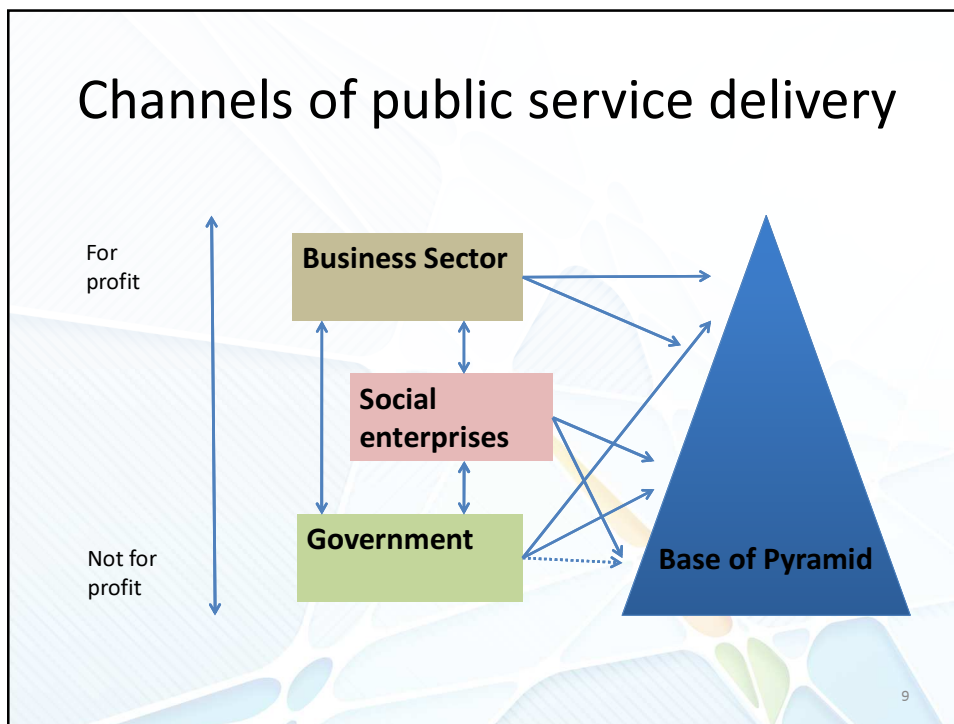 Channels of public service delivery
For
profit
Business Sector
Social
enterprises
Government
Not for
profit
Base of Pyramid
9